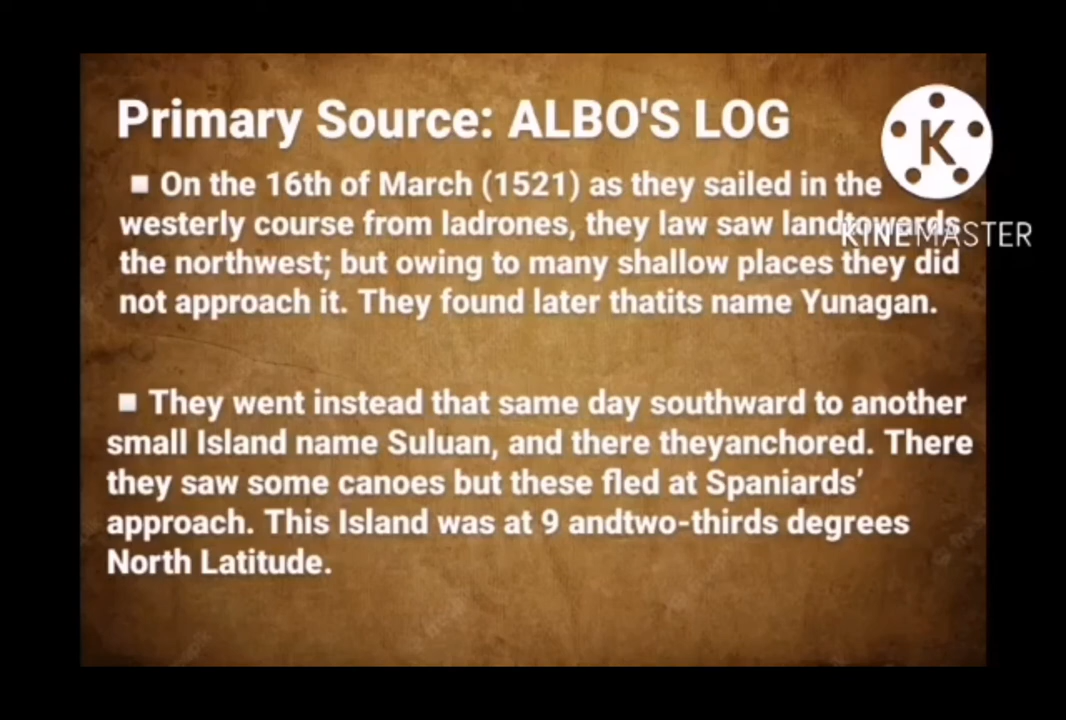 Primary Source: ALBO'S LOG
■ On the 16th of March (1521) as they sailed in the
westerly course from ladrones, they law saw landtowards
the northwest; but owing to many shallow places they did
not approach it. They found later thatits name Yunagan.
■ They went instead that same day southward to another
small Island name Suluan, and there theyanchored. There
they saw some canoes but these fled at Spaniards’
approach. This Island was at 9 andtwo-thirds degrees
North Latitude.
K
KINEMASTER